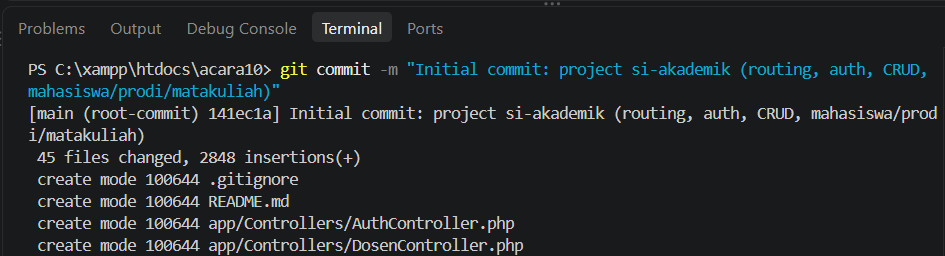 Problems Output Debug Console Terminal Ports
PS C:\xampp\htdocs\acara10> git commit -m "Initial commit: project si-akademik (routing, auth, CRUD,
mahasiswa/prodi/matakuliah)"
[main (root-commit) 141ec1a] Initial commit: project si-akademik (routing, auth, CRUD, mahasiswa/prod
i/matakuliah)
 45 files changed, 2848 insertions(+)
 create mode 100644 .gitignore
 create mode 100644 README.md
 create mode 100644 app/Controllers/AuthController.php
 create mode 100644 app/Controllers/DosenController.php